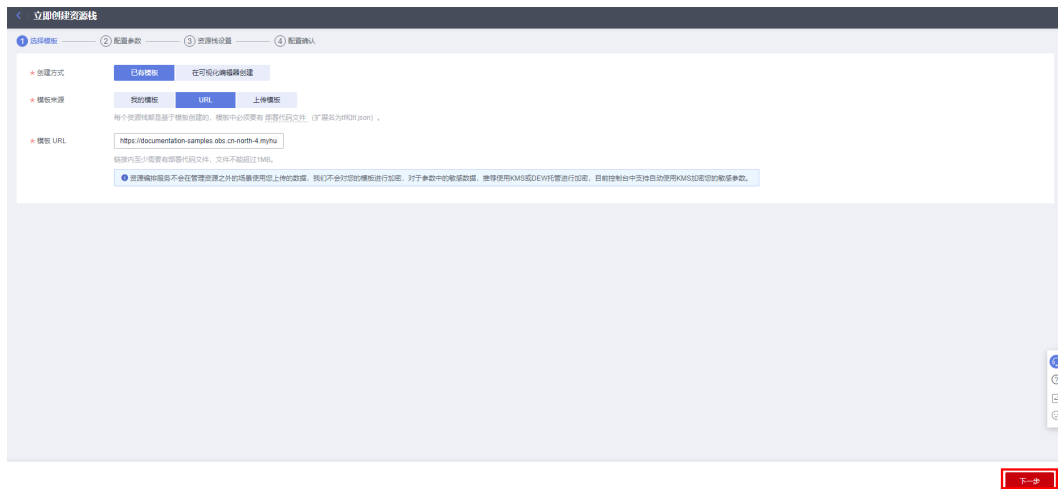 立即创建资源栈
1 选择模板 2 配置参数 3 资源栈设置 4 配置确认
* 创建方式 已有模板 在可视化编辑器创建
* 模板来源 我的模板 URL 上传模板
每个资源栈都是基于模板创建的，模板中必须要有 部署代码文件 （扩展名为tf和tf.json）。
* 模板 URL https://documentation-samples.obs.cn-north-4.myhu
链接内至少需要有部署代码文件，文件不能超过1MB。
资源编排服务不会在管理资源之外的场景使用您上传的数据，我们不会对您的模板进行加密，对于参数中的敏感数据，推荐使用KMS或DEW托管进行加密，目前控制台中支持自动使用KMS加密您的敏感参数。
下一步